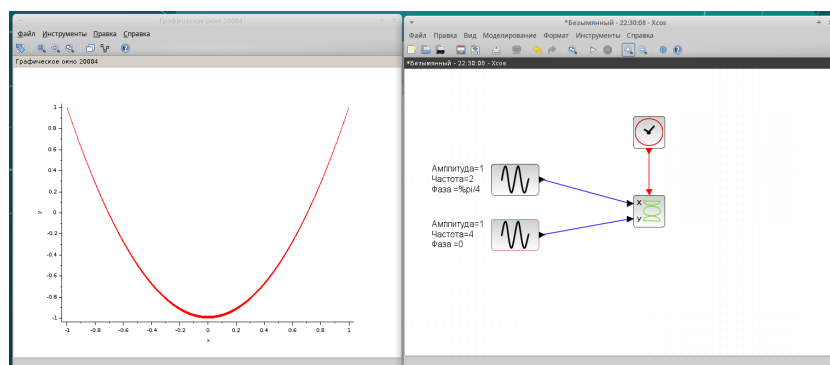 Графическое окно 20004
Файл Инструменты Правка Справка
Графическое окно 20004
1
0.8
0.6
0.4
0.2
y
0
-0.2
-0.4
-0.6
-0.8
-1
-1 -0.8 -0.6 -0.4 -0.2 0 0.2 0.4 0.6 0.8 1
x
*Безымянный - 22:30:08 - Xcos
Файл Правка Вид Моделирование Формат Инструменты Справка
*Безымянный - 22:30:08 - Xcos
Амплитуда=1
Частота=2
Фаза =%pi/4
Амплитуда=1
Частота=4
Фаза =0
X
У